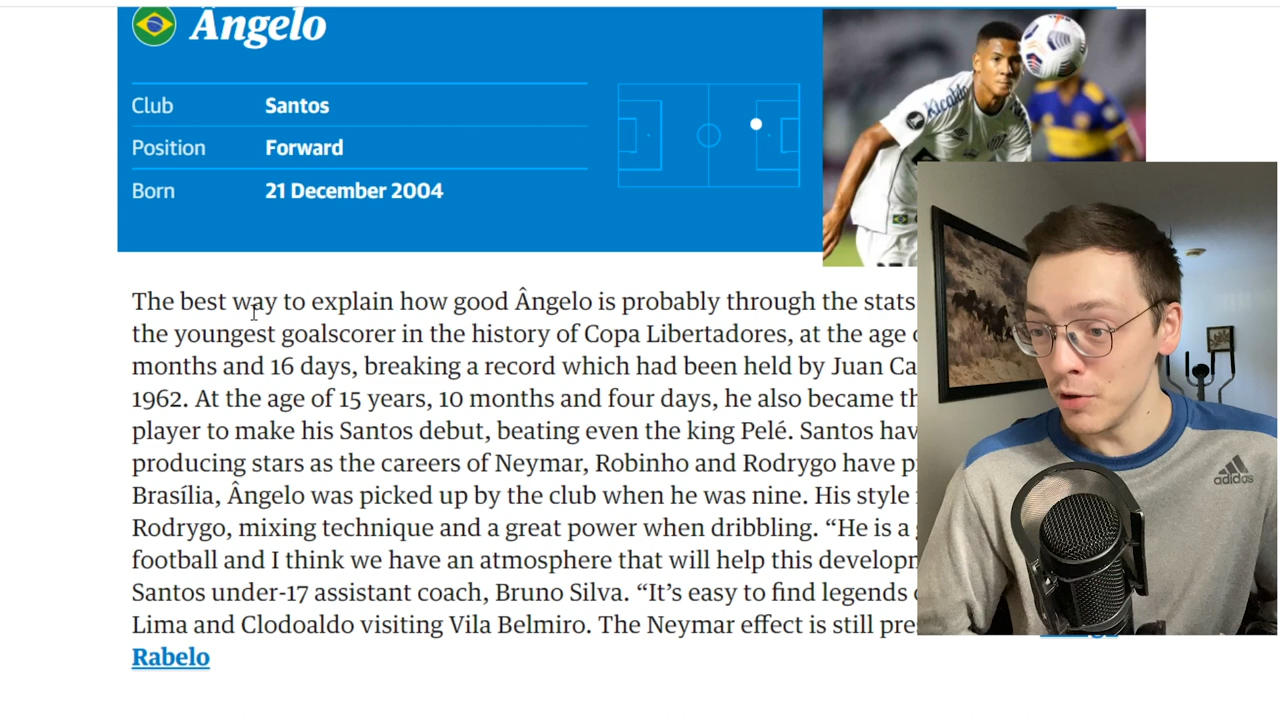 Ângelo
Club Santos
Position Forward
Born 21 December 2004
Kicaldo
The best way to explain how good Ângelo is probably through the stats
the youngest goalscorer in the history of Copa Libertadores, at the age
months and 16 days, breaking a record which had been held by Juan Ca
1962. At the age of 15 years, 10 months and four days, he also became th
player to make his Santos debut, beating even the king Pelé. Santos hav
producing stars as the careers of Neymar, Robinho and Rodrygo have p
Brasília, Ângelo was picked up by the club when he was nine. His style
Rodrygo, mixing technique and a great power when dribbling. “He is a
football and I think we have an atmosphere that will help this developm
Santos under-17 assistant coach, Bruno Silva. “It’s easy to find legends
Lima and Clodoaldo visiting Vila Belmiro. The Neymar effect is still pre
Rabelo
adidas